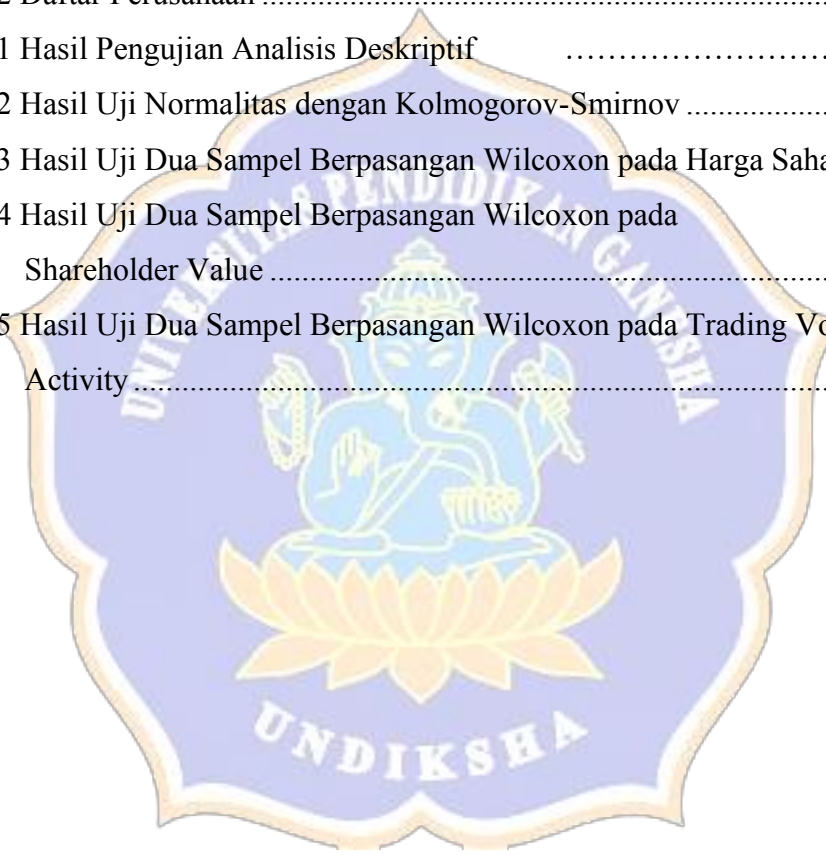 2 Daftar Perusahaan ................................................................
1 Hasil Pengujian Analisis Deskriptif ………………………
2 Hasil Uji Normalitas dengan Kolmogorov-Smirnov ..................
3 Hasil Uji Dua Sampel Berpasangan Wilcoxon pada Harga Saha
4 Hasil Uji Dua Sampel Berpasangan Wilcoxon pada
Shareholder Value ......................................................................
5 Hasil Uji Dua Sampel Berpasangan Wilcoxon pada Trading Vo
Activity .......................................................................................
UNIVERSITAS PENDIDIKAN GANESHA
UNDIKSHA